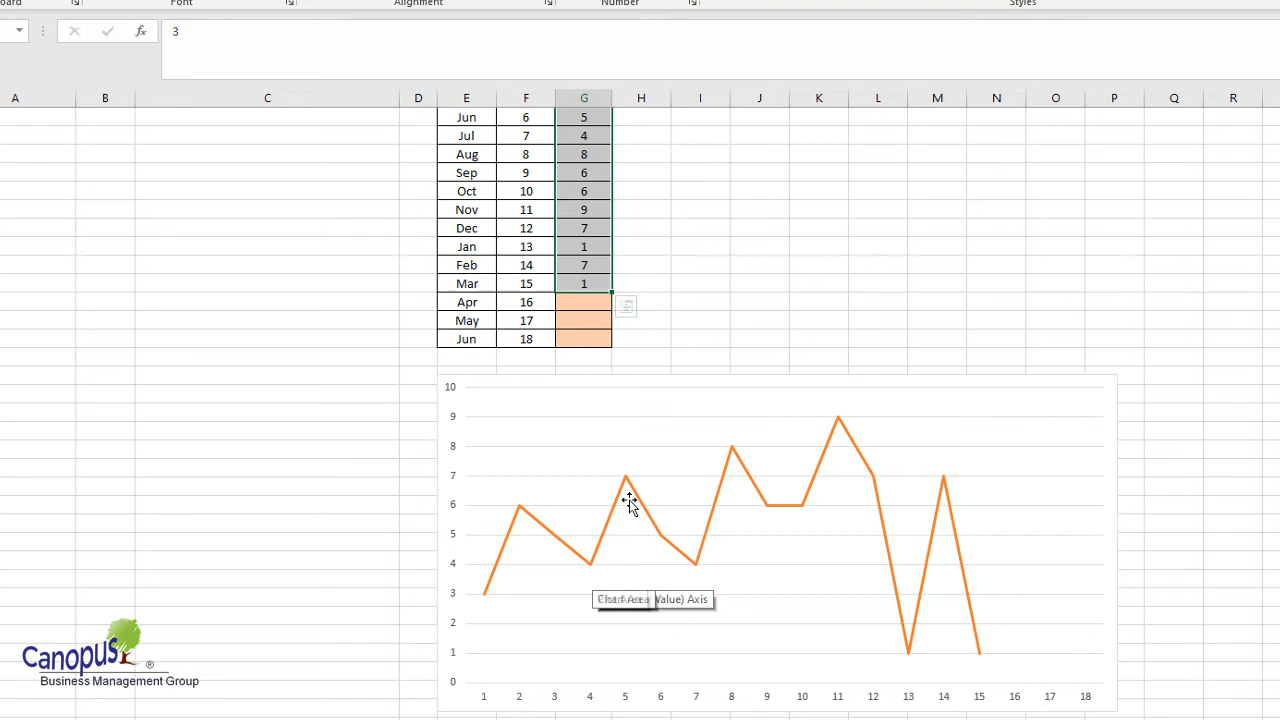 oard Font Alignment Number Styles
fx 3
A B C D E F G H I J K L M N O P Q R
Jun 6 5
Jul 7 4
Aug 8 8
Sep 9 6
Oct 10 6
Nov 11 9
Dec 12 7
Jan 13 1
Feb 14 7
Mar 15 1
Apr 16
May 17
Jun 18
10
9
8
7
6
5
4
3
2
1
0
Value) Axis
1 2 3 4 5 6 7 8 9 10 11 12 13 14 15 16 17 18
Canopus ®
Business Management Group